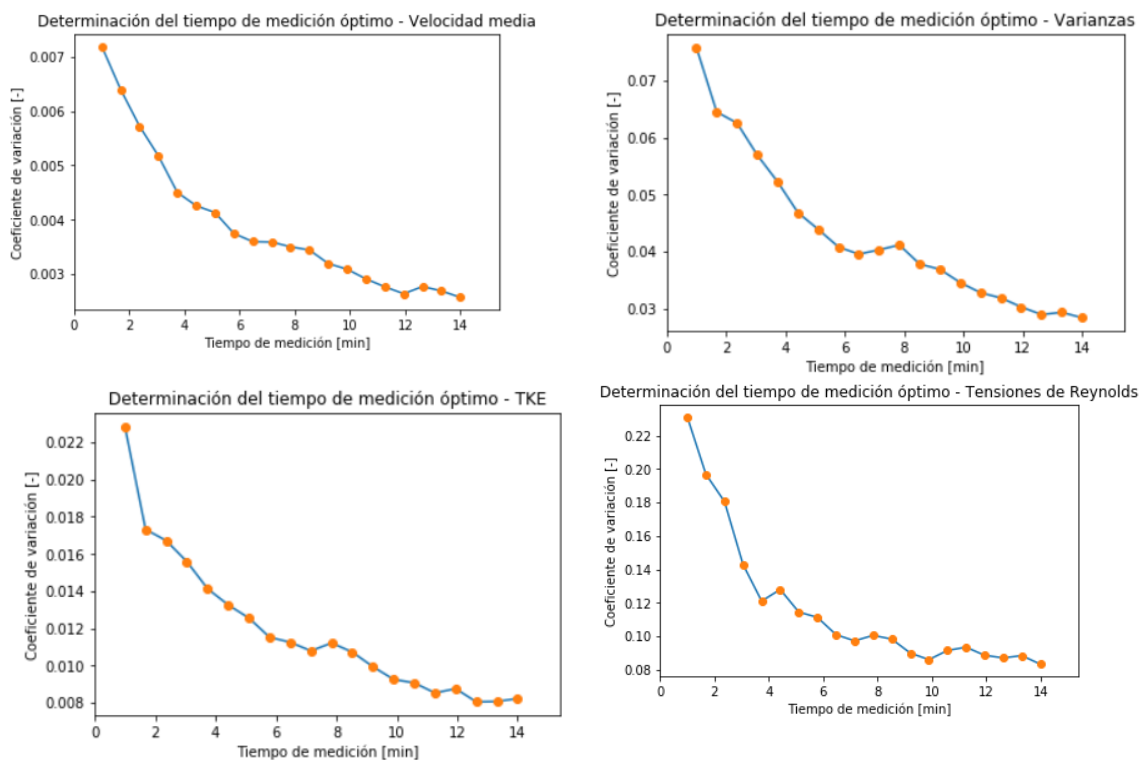 Determinación del tiempo de medición óptimo - Velocidad media
Coeficiente de variación [-]
0.007
0.006
0.005
0.004
0.003
0 2 4 6 8 10 12 14
Tiempo de medición [min]
Determinación del tiempo de medición óptimo - Varianzas
Coeficiente de variación [-]
0.07
0.06
0.05
0.04
0.03
0 2 4 6 8 10 12 14
Tiempo de medición [min]
Determinación del tiempo de medición óptimo - TKE
Coeficiente de variación [-]
0.022
0.020
0.018
0.016
0.014
0.012
0.010
0.008
0 2 4 6 8 10 12 14
Tiempo de medición [min]
Determinación del tiempo de medición óptimo - Tensiones de Reynolds
Coeficiente de variación [-]
0.22
0.20
0.18
0.16
0.14
0.12
0.10
0.08
0 2 4 6 8 10 12 14
Tiempo de medición [min]